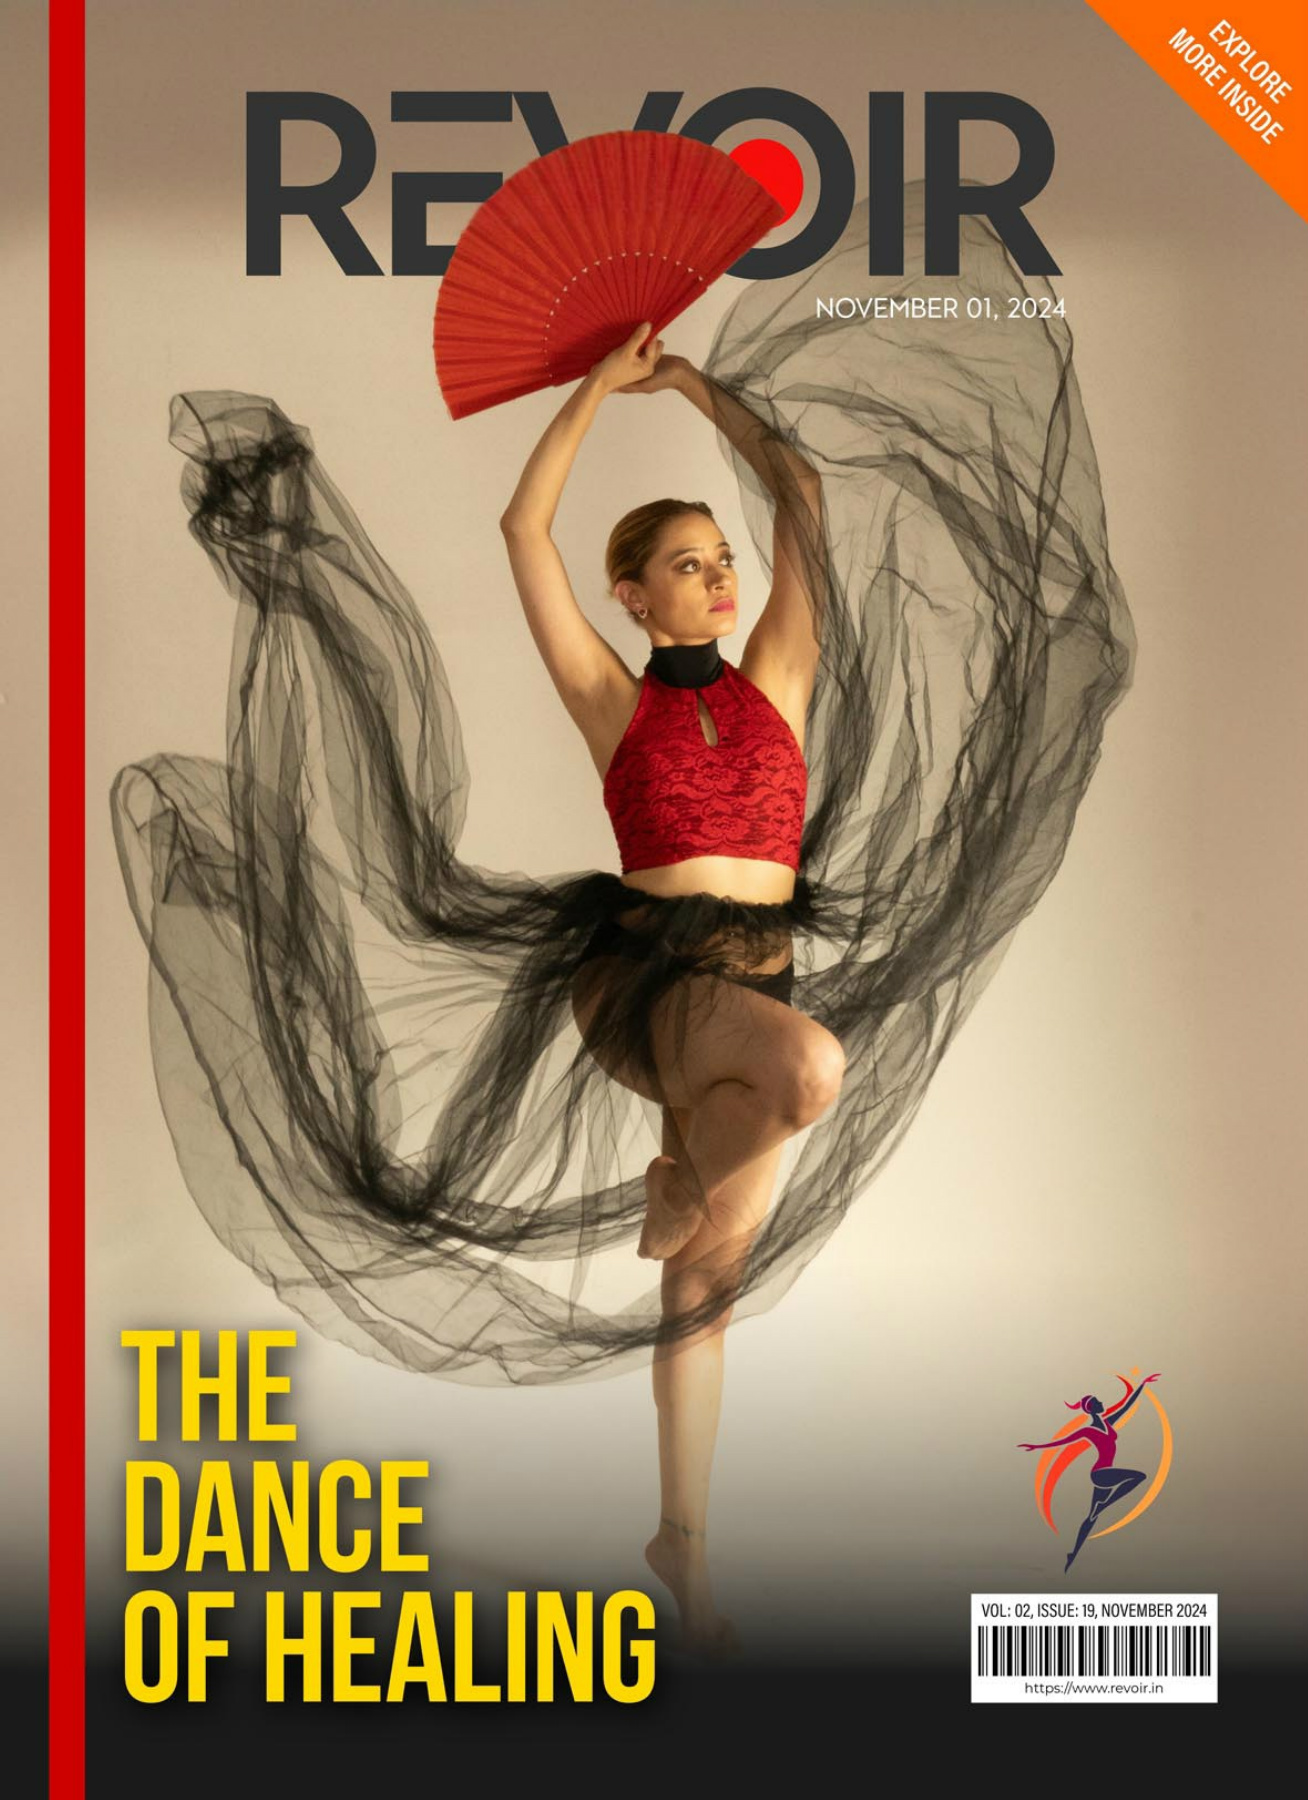 EXPLORE
MORE INSIDE
REVOIR
NOVEMBER 01, 2024
THE
DANCE
OF HEALING
VOL: 02, ISSUE: 19, NOVEMBER 2024
https://www.revoir.in